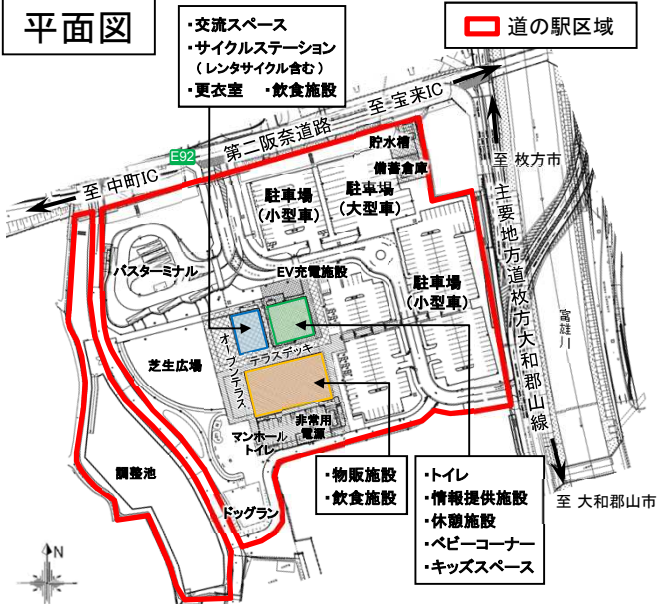 平面図
・交流スペース
・サイクルステーション
（レンタサイクル含む）
・更衣室 ・飲食施設
道の駅区域
至 宝来IC
第二阪奈道路
E92
至 中町IC
貯水槽
備蓄倉庫
至 枚方市
駐車場
（小型車）
駐車場
（大型車）
主要地方道枚方大和郡山線
バスターミナル
EV充電施設
駐車場
（小型車）
富雄川
オープンテラス
テラスデッキ
芝生広場
非常用
電源
マンホール
トイレ
調整池
・物販施設
・飲食施設
・トイレ
・情報提供施設
・休憩施設
・ベビーコーナー
・キッズスペース
至 大和郡山市
ドッグラン
N